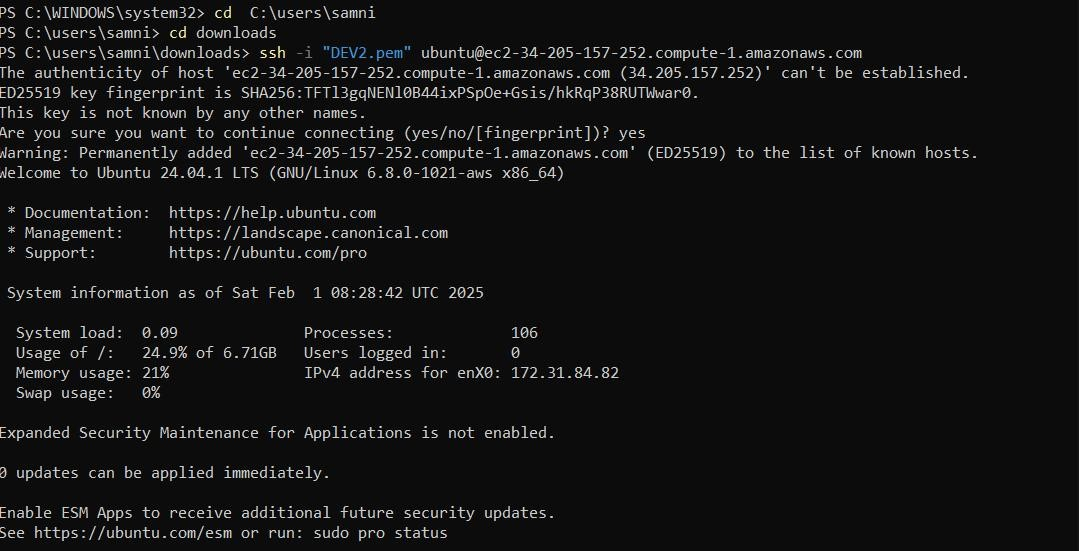 PS C:\WINDOWS\system32> cd  C:\users\samni
PS C:\users\samni> cd downloads
PS C:\users\samni\downloads> ssh -i "DEV2.pem" ubuntu@ec2-34-205-157-252.compute-1.amazonaws.com
The authenticity of host 'ec2-34-205-157-252.compute-1.amazonaws.com (34.205.157.252)' can't be established.
ED25519 key fingerprint is SHA256:TFTl3gqNENl0B44ixPSpOe+Gsis/hkRqP38RUTWwar0.
This key is not known by any other names.
Are you sure you want to continue connecting (yes/no/[fingerprint])? yes
Warning: Permanently added 'ec2-34-205-157-252.compute-1.amazonaws.com' (ED25519) to the list of known hosts.
Welcome to Ubuntu 24.04.1 LTS (GNU/Linux 6.8.0-1021-aws x86_64)

 * Documentation:  https://help.ubuntu.com
 * Management:     https://landscape.canonical.com
 * Support:        https://ubuntu.com/pro

 System information as of Sat Feb  1 08:28:42 UTC 2025

  System load:  0.09              Processes:             106
  Usage of /:   24.9% of 6.71GB   Users logged in:       0
  Memory usage: 21%               IPv4 address for enX0: 172.31.84.82
  Swap usage:   0%

Expanded Security Maintenance for Applications is not enabled.

0 updates can be applied immediately.

Enable ESM Apps to receive additional future security updates.
See https://ubuntu.com/esm or run: sudo pro status